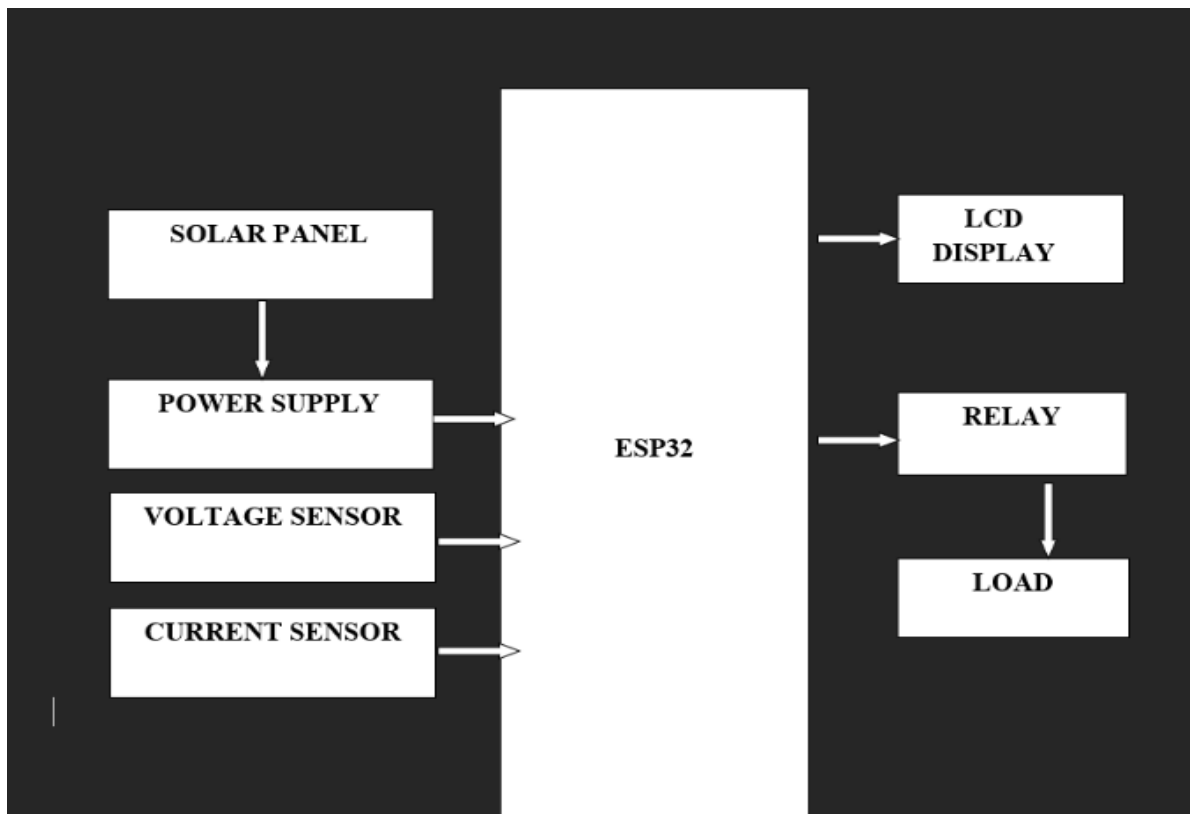 SOLAR PANEL
POWER SUPPLY
VOLTAGE SENSOR
CURRENT SENSOR
ESP32
LCD
DISPLAY
RELAY
LOAD